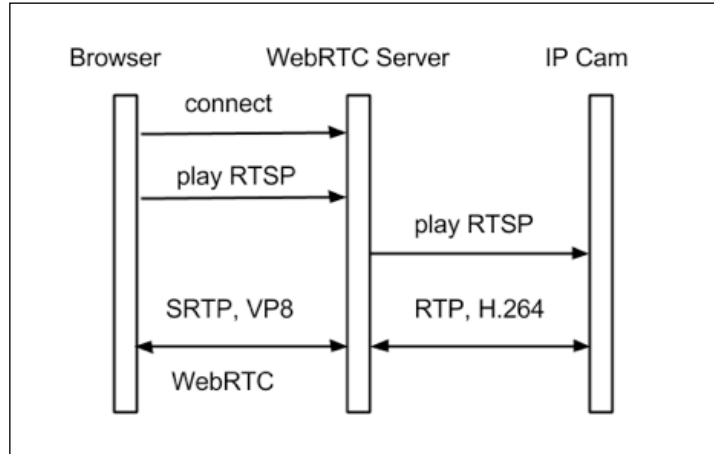 Browser
WebRTC Server
IP Cam
connect
play RTSP
play RTSP
SRTP, VP8
RTP, H.264
WebRTC